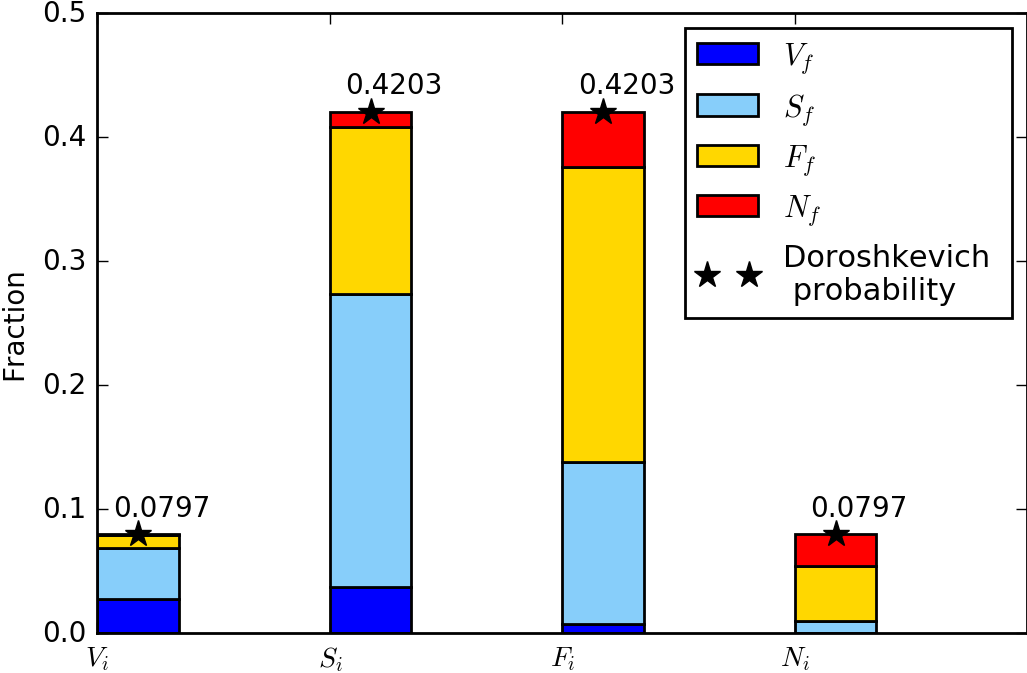 0.5
0.4
0.3
0.2
0.1
0.0
Fraction
0.0797
0.4203
0.4203
0.0797
V_i
S_i
F_i
N_i
V_f
S_f
F_f
N_f
Doroshkevich
probability